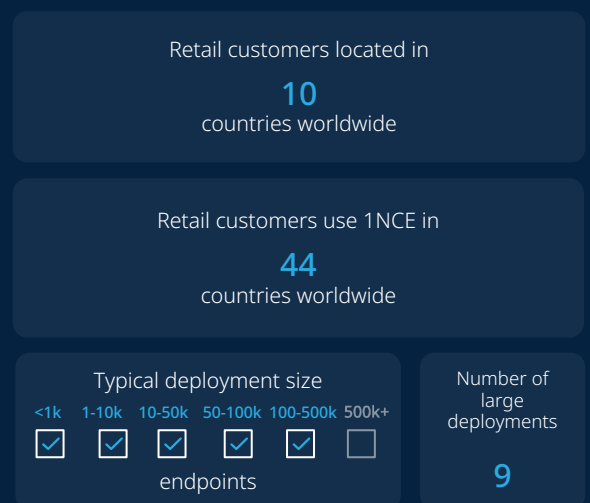 Retail customers located in
10
countries worldwide
Retail customers use 1NCE in
44
countries worldwide
Typical deployment size
<1k 1-10k 10-50k 50-100k 100-500k 500k+
endpoints
Number of
large
deployments
9